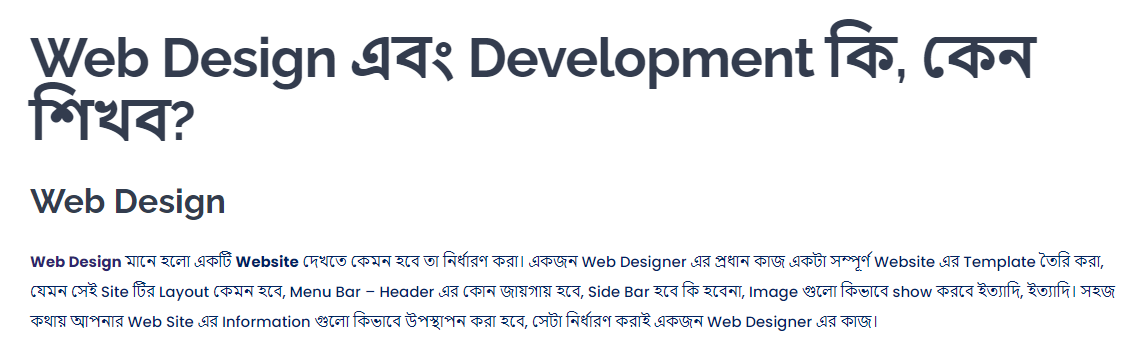 Web Design এবং Development কি, কেন
শিখব?
Web Design
Web Design মানে হলো একটি Website দেখতে কেমন হবে তা নির্ধারণ করা। একজন Web Designer এর প্রধান কাজ একটা সম্পূর্ণ Website এর Template তৈরি করা,
যেমন সেই Site টির Layout কেমন হবে, Menu Bar – Header এর কোন জায়গায় হবে, Side Bar হবে কি হবেনা, Image গুলো কিভাবে show করবে ইত্যাদি, ইত্যাদি। সহজ
কথায় আপনার Web Site এর Information গুলো কিভাবে উপস্থাপন করা হবে, সেটা নির্ধারণ করাই একজন Web Designer এর কাজ।